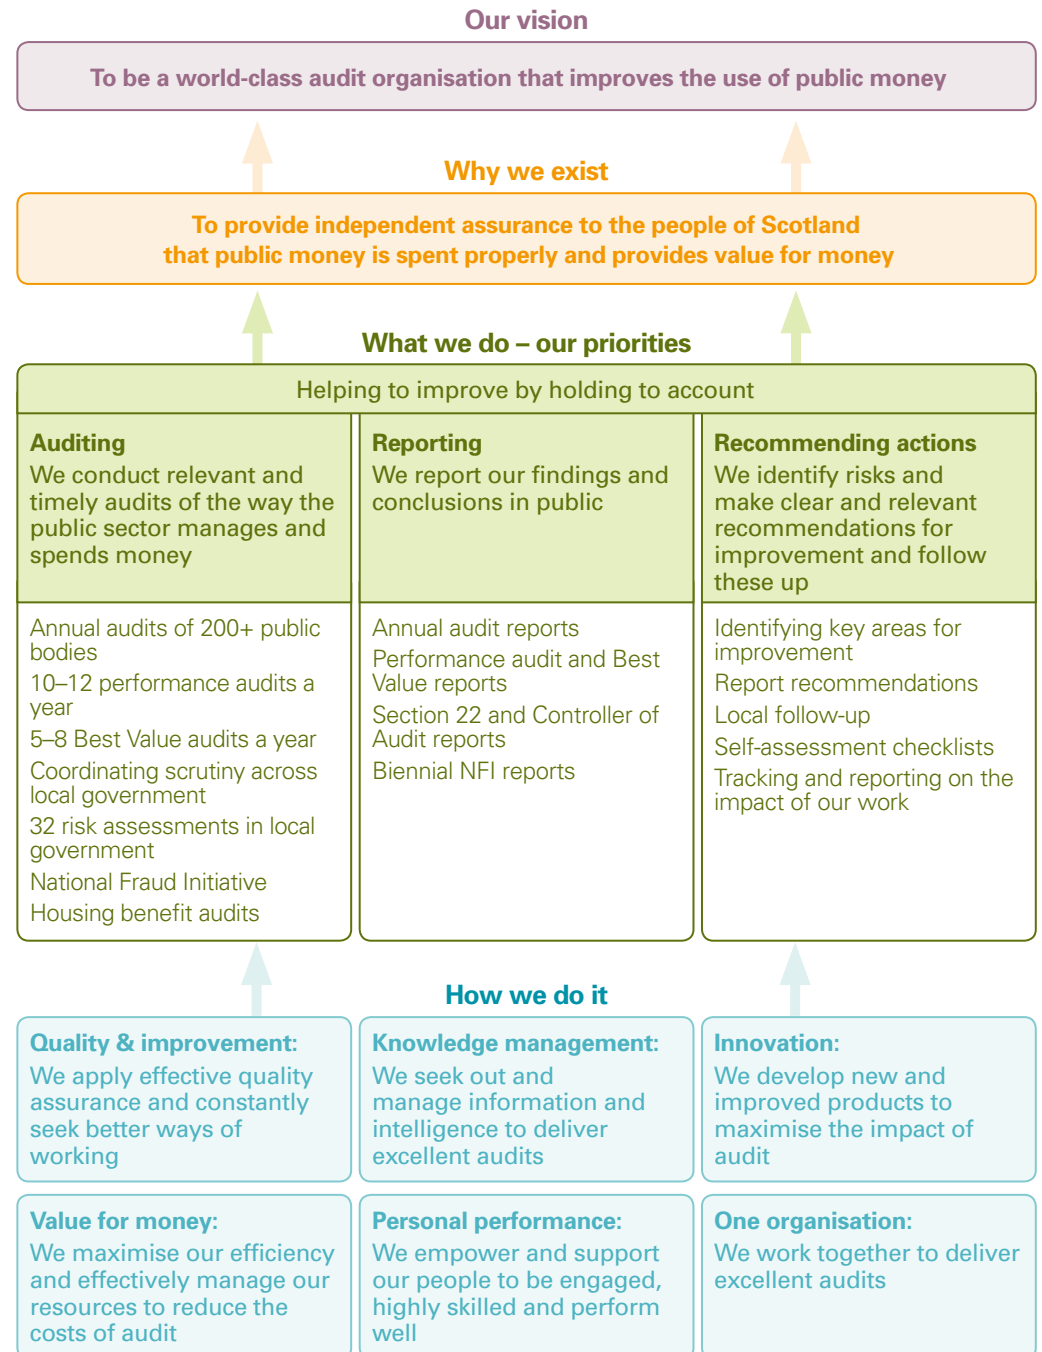 Our vision
To be a world-class audit organisation that improves the use of public money
Why we exist
To provide independent assurance to the people of Scotland
that public money is spent properly and provides value for money
What we do – our priorities
Helping to improve by holding to account
Auditing
We conduct relevant and
timely audits of the way the
public sector manages and
spends money
Annual audits of 200+ public
bodies
10–12 performance audits a
year
5–8 Best Value audits a year
Coordinating scrutiny across
local government
32 risk assessments in local
government
National Fraud Initiative
Housing benefit audits
Reporting
We report our findings and
conclusions in public
Annual audit reports
Performance audit and Best
Value reports
Section 22 and Controller of
Audit reports
Biennial NFI reports
Recommending actions
We identify risks and
make clear and relevant
recommendations for
improvement and follow
these up
Identifying key areas for
improvement
Report recommendations
Local follow-up
Self-assessment checklists
Tracking and reporting on the
impact of our work
How we do it
Quality & improvement:
We apply effective quality
assurance and constantly
seek better ways of
working
Knowledge management:
We seek out and
manage information and
intelligence to deliver
excellent audits
Innovation:
We develop new and
improved products to
maximise the impact of
audit
Value for money:
We maximise our efficiency
and effectively manage our
resources to reduce the
costs of audit
Personal performance:
We empower and support
our people to be engaged,
highly skilled and perform
well
One organisation:
We work together to deliver
excellent audits